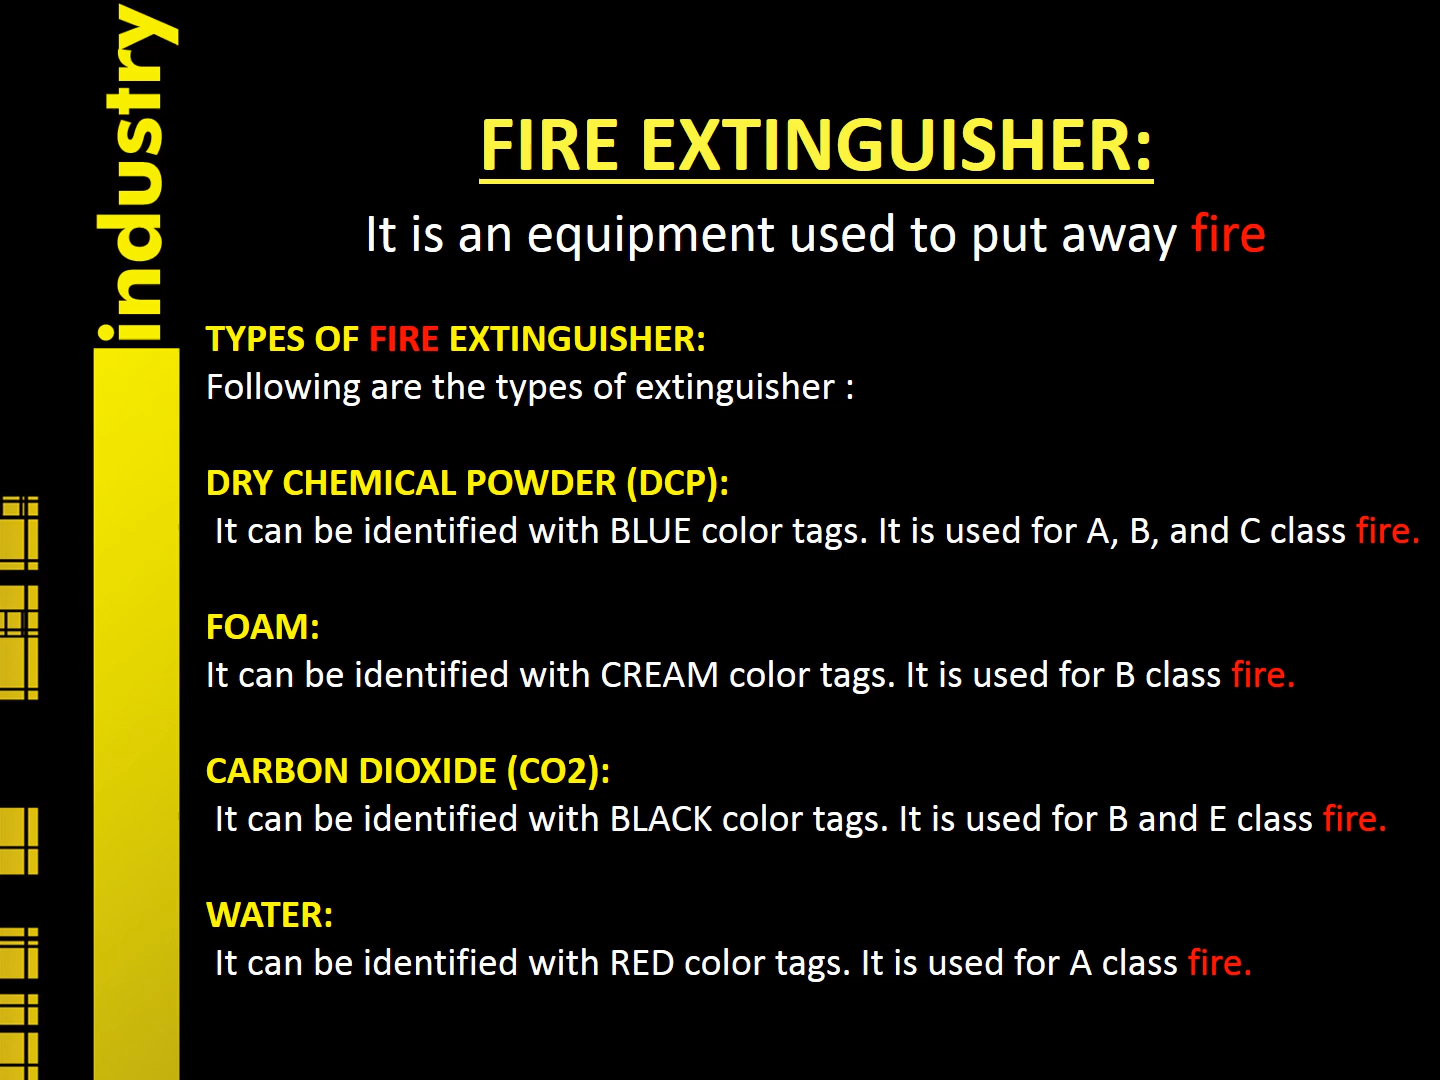 industry
FIRE EXTINGUISHER:
It is an equipment used to put away fire
TYPES OF FIRE EXTINGUISHER:
Following are the types of extinguisher :
DRY CHEMICAL POWDER (DCP):
It can be identified with BLUE color tags. It is used for A, B, and C class fire.
FOAM:
It can be identified with CREAM color tags. It is used for B class fire.
CARBON DIOXIDE (CO2):
It can be identified with BLACK color tags. It is used for B and E class fire.
WATER:
It can be identified with RED color tags. It is used for A class fire.